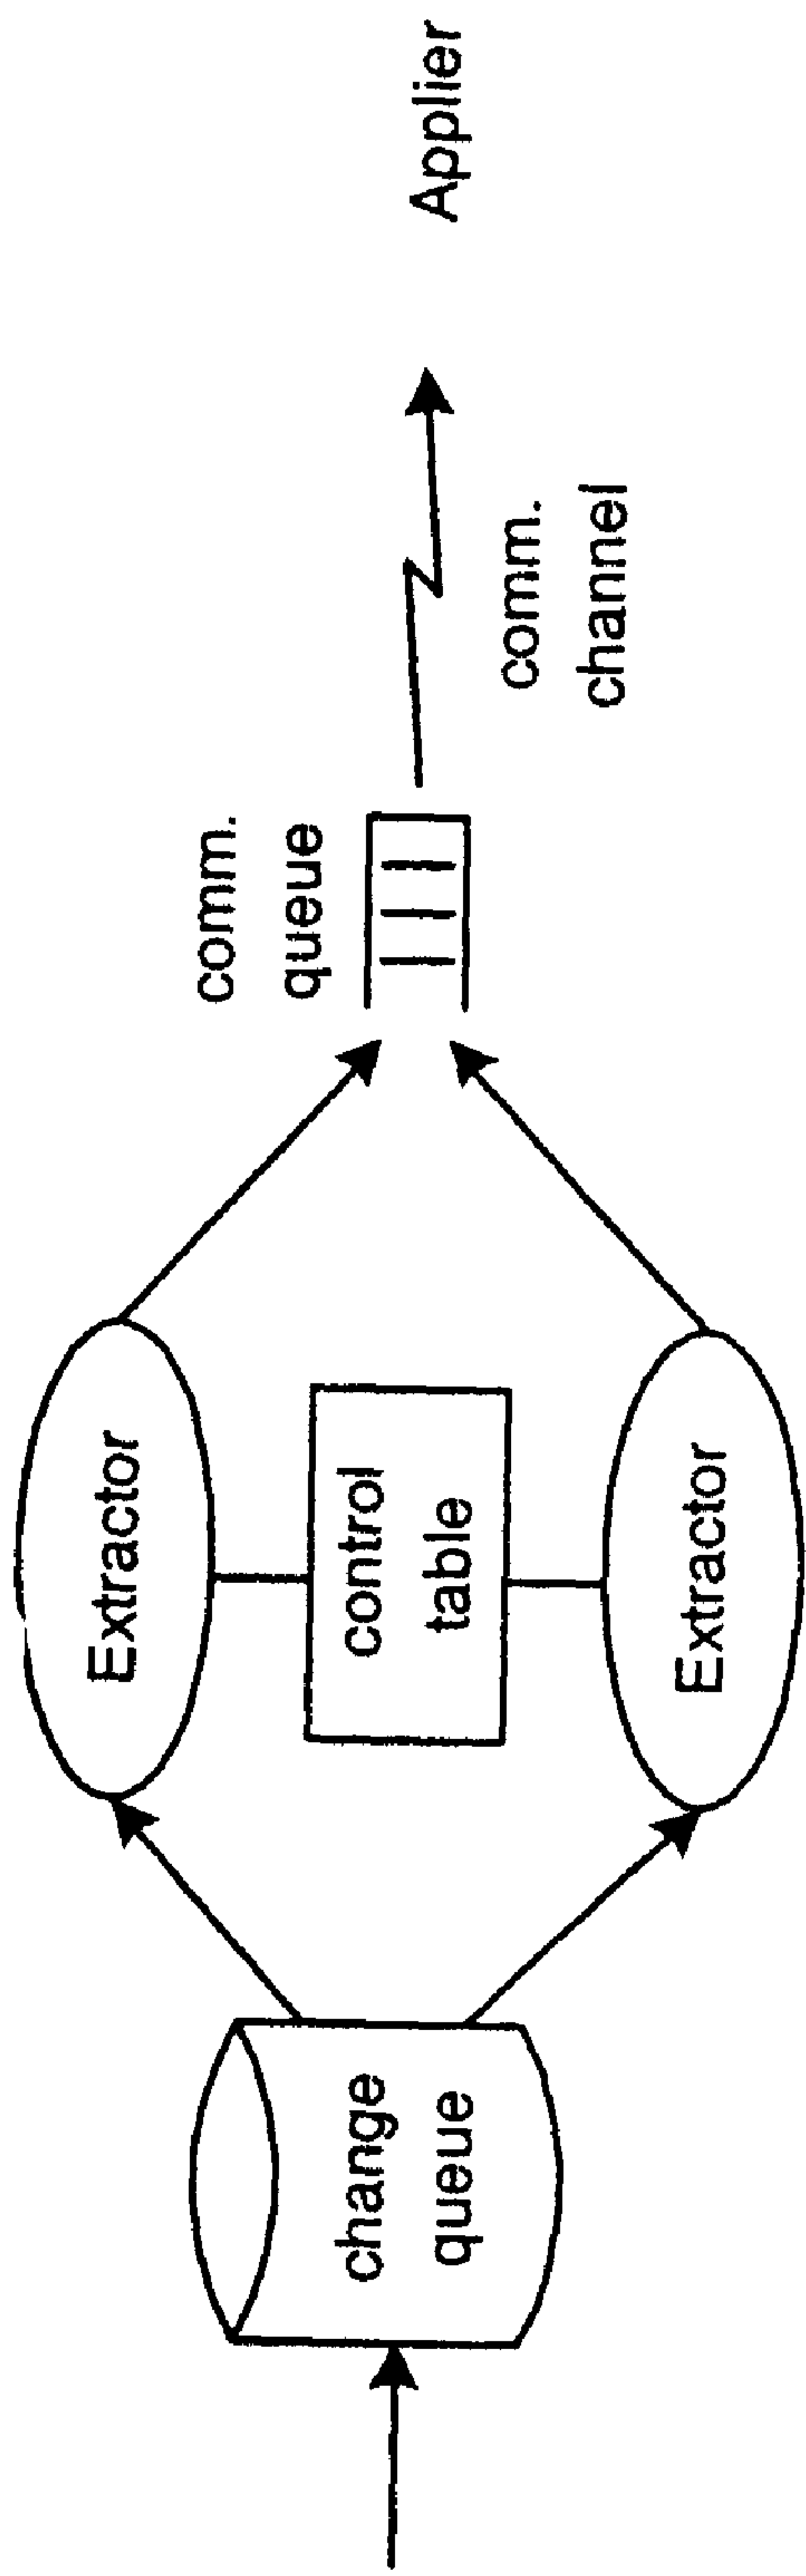 change
queue
Extractor
control
table
Extractor
comm.
queue
comm.
channel
Applier